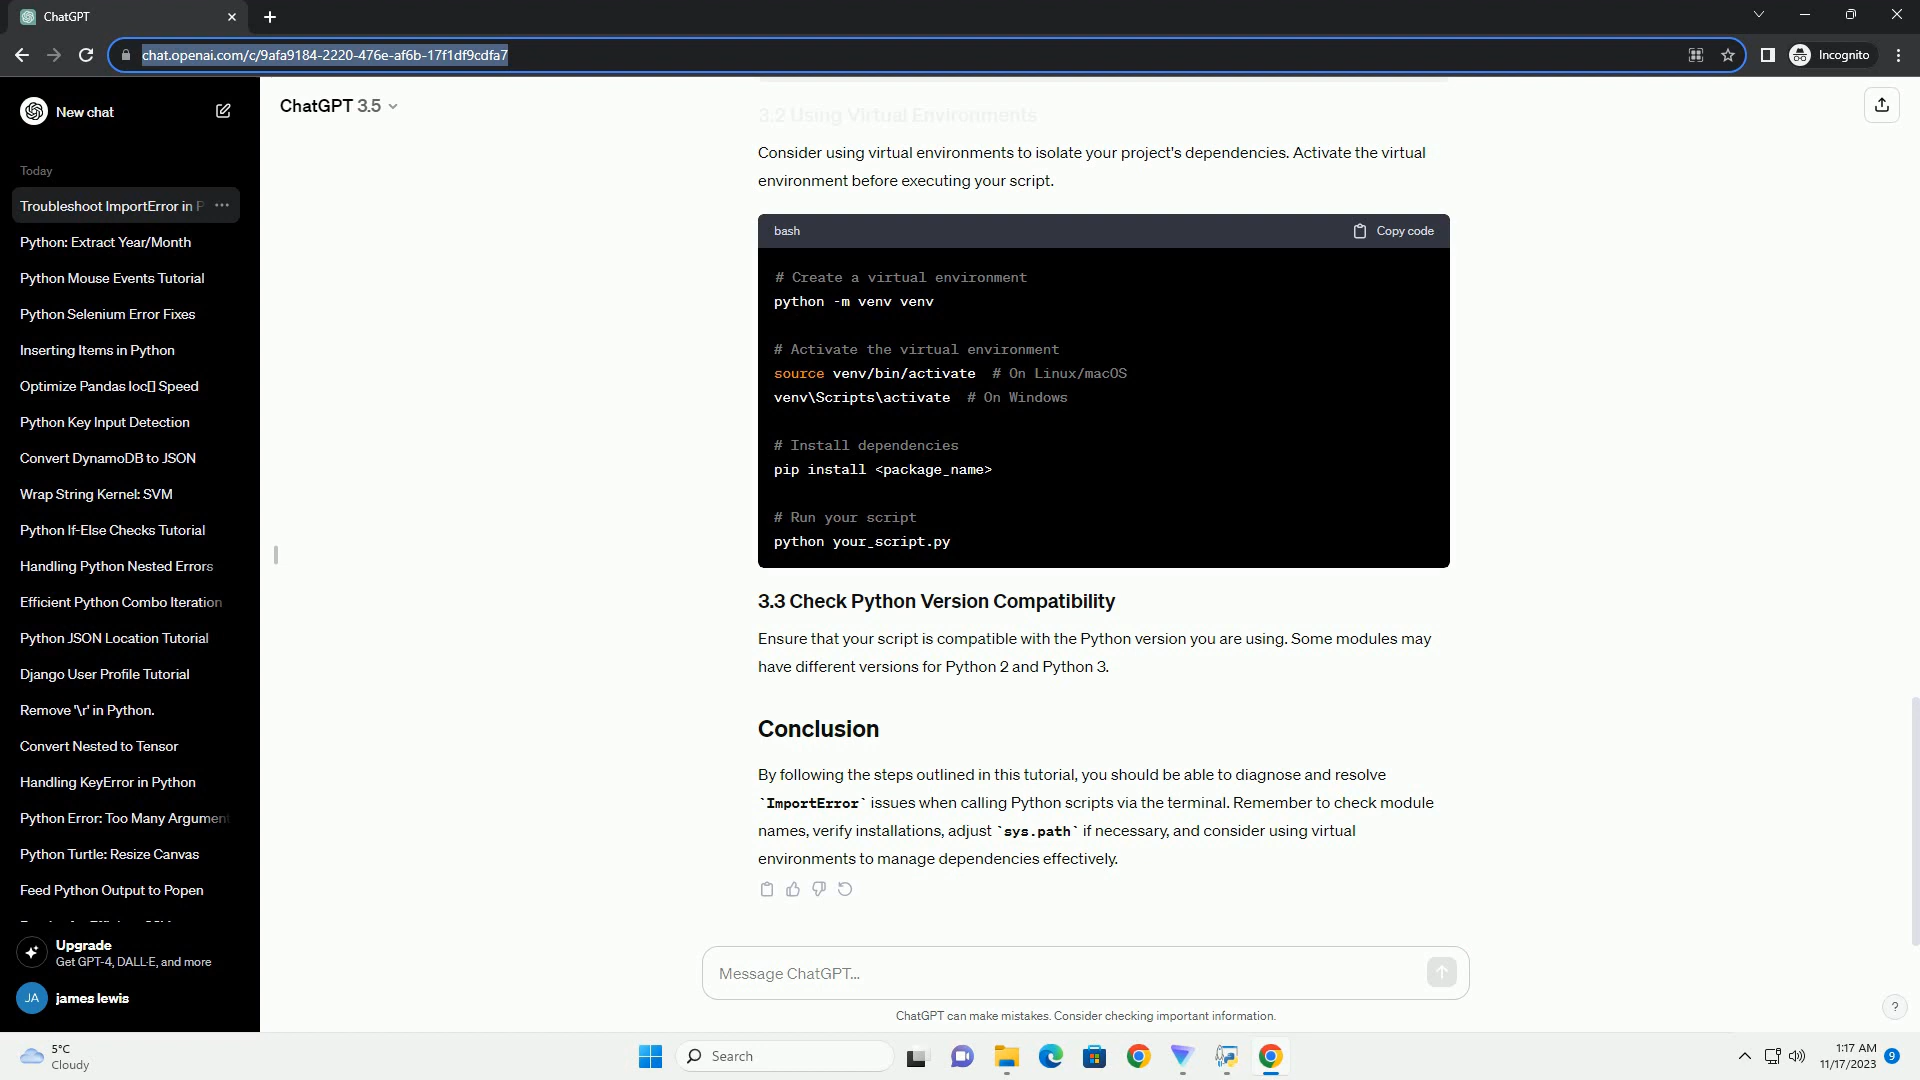 ChatGPT
chat.openai.com/c/9afa9184-2220-476e-af6b-17f1df9cdfa7
Incognito
New chat
Today
Troubleshoot ImportError in P
Python: Extract Year/Month
Python Mouse Events Tutorial
Python Selenium Error Fixes
Inserting Items in Python
Optimize Pandas loc[] Speed
Python Key Input Detection
Convert DynamoDB to JSON
Wrap String Kernel: SVM
Python If-Else Checks Tutorial
Handling Python Nested Errors
Efficient Python Combo Iteration
Python JSON Location Tutorial
Django User Profile Tutorial
Remove '\r' in Python.
Convert Nested to Tensor
Handling KeyError in Python
Python Error: Too Many Argument
Python Turtle: Resize Canvas
Feed Python Output to Popen
Upgrade
Get GPT-4, DALL·E, and more
JA
james lewis
ChatGPT 3.5
3.2 Using Virtual Environments
Consider using virtual environments to isolate your project's dependencies. Activate the virtual
environment before executing your script.
bash
Copy code
# Create a virtual environment
python -m venv venv
# Activate the virtual environment
source venv/bin/activate  # On Linux/macOS
venv\Scripts\activate  # On Windows
# Install dependencies
pip install <package_name>
# Run your script
python your_script.py
3.3 Check Python Version Compatibility
Ensure that your script is compatible with the Python version you are using. Some modules may
have different versions for Python 2 and Python 3.
Conclusion
By following the steps outlined in this tutorial, you should be able to diagnose and resolve
`ImportError` issues when calling Python scripts via the terminal. Remember to check module
names, verify installations, adjust `sys.path` if necessary, and consider using virtual
environments to manage dependencies effectively.
Message ChatGPT...
ChatGPT can make mistakes. Consider checking important information.
?
5°C
Cloudy
Search
1:17 AM
11/17/2023
9